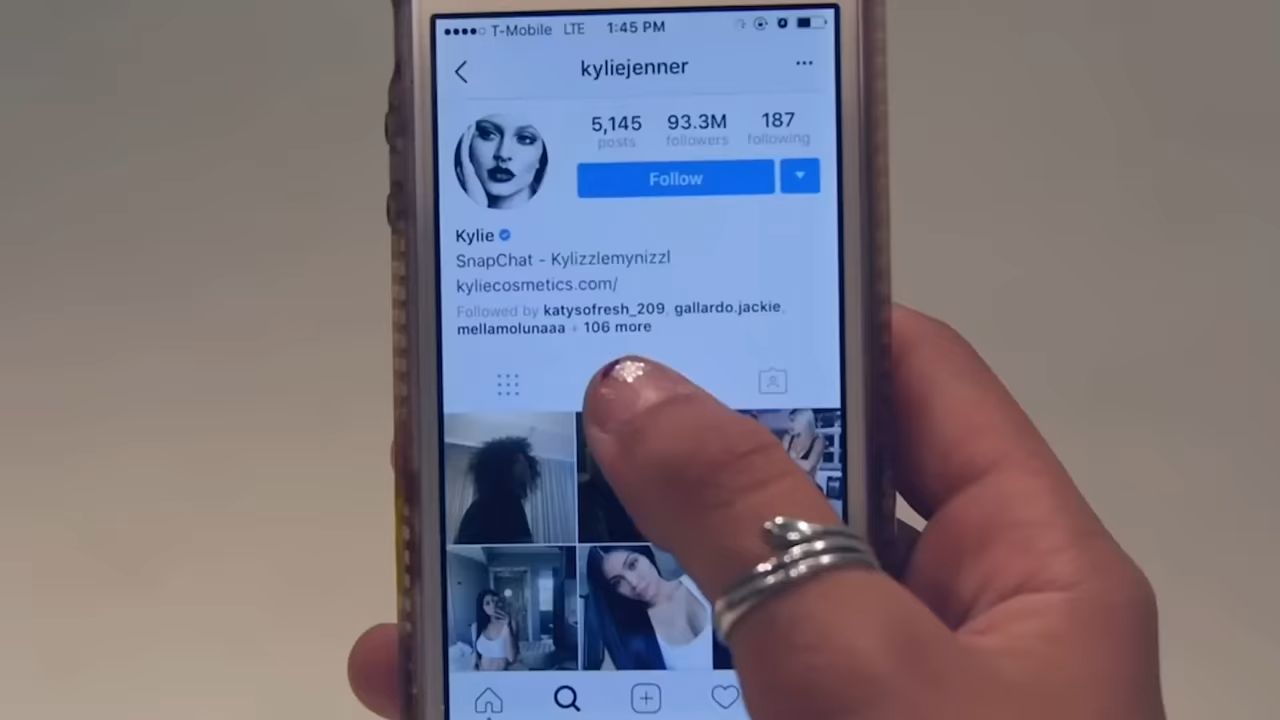 T-Mobile LTE 1:45 PM
kyliejenner
5,145 93.3M 187
posts followers following
Follow
Kylie
SnapChat - Kylizzlemynizzl
kyliecosmetics.com/
Followed by katysofresh_209, gallardo.jackie,
mellamolunaaa + 106 more